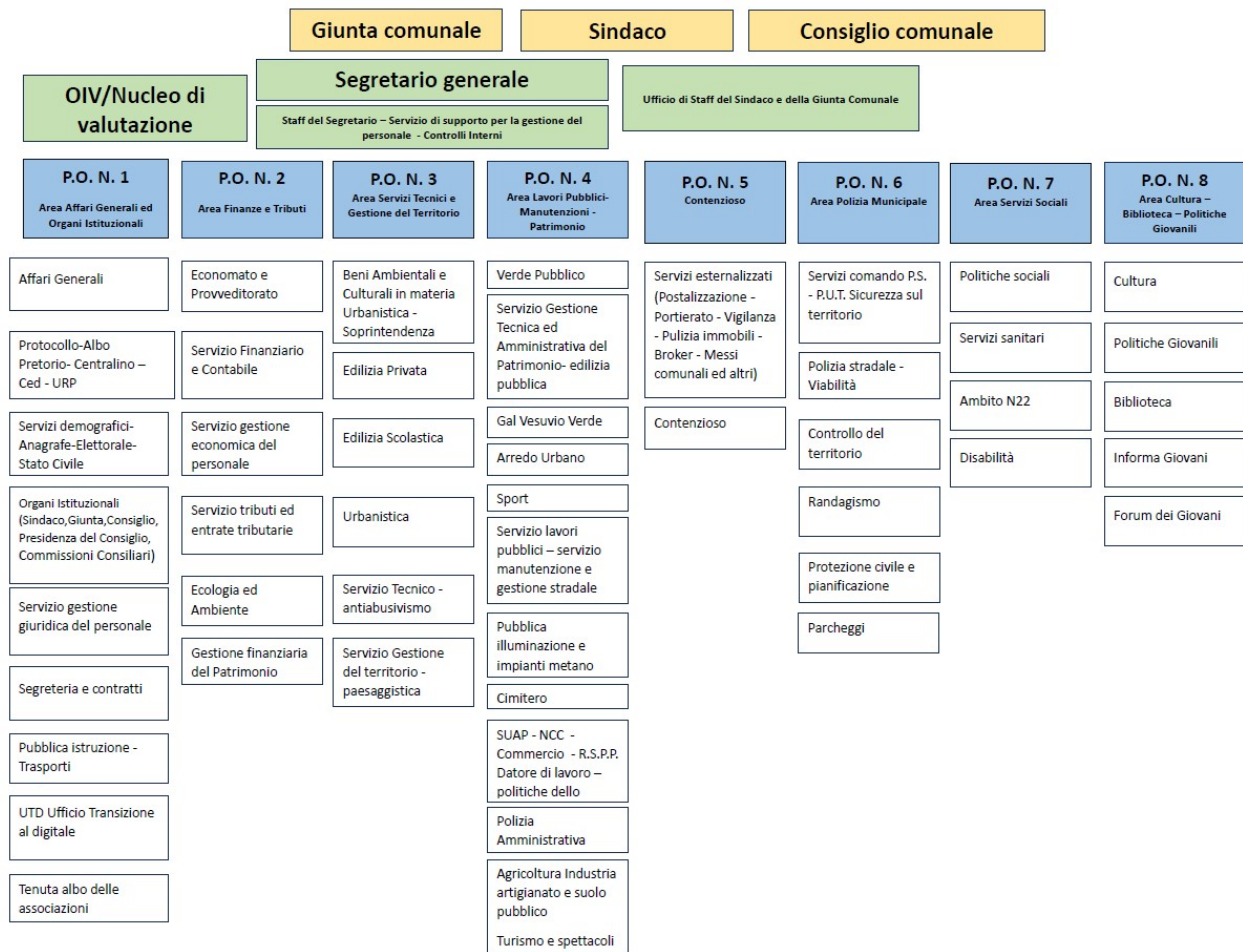 Giunta comunale
Sindaco
Consiglio comunale
OIV/Nucleo di
valutazione
Segretario generale
Staff del Segretario – Servizio di supporto per la gestione del
personale - Controlli Interni
Ufficio di Staff del Sindaco e della Giunta Comunale
P.O. N. 1
Area Affari Generali ed
Organi Istituzionali
Affari Generali
Protocollo-Albo
Pretorio- Centralino –
Ced - URP
Servizi demografici-
Anagrafe-Elettorale-
Stato Civile
Organi Istituzionali
(Sindaco,Giunta,Consiglio,
Presidenza del Consiglio,
Commissioni Consiliari)
Servizio gestione
giuridica del personale
Segreteria e contratti
Pubblica istruzione -
Trasporti
UTD Ufficio Transizione
al digitale
Tenuta albo delle
associazioni
P.O. N. 2
Area Finanze e Tributi
Economato e
Provveditorato
Servizio Finanziario
e Contabile
Servizio gestione
economica del
personale
Servizio tributi ed
entrate tributarie
Ecologia ed
Ambiente
Gestione finanziaria
del Patrimonio
P.O. N. 3
Area Servizi Tecnici e
Gestione del Territorio
Beni Ambientali e
Culturali in materia
Urbanistica -
Soprintendenza
Edilizia Privata
Edilizia Scolastica
Urbanistica
Servizio Tecnico -
antiabusivismo
Servizio Gestione
del territorio -
paesaggistica
P.O. N. 4
Area Lavori Pubblici-
Manutenzioni -
Patrimonio
Verde Pubblico
Servizio Gestione
Tecnica ed
Amministrativa del
Patrimonio- edilizia
pubblica
Gal Vesuvio Verde
Arredo Urbano
Sport
Servizio lavori
pubblici – servizio
manutenzione e
gestione stradale
Pubblica
illuminazione e
impianti metano
Cimitero
SUAP - NCC -
Commercio - R.S.P.P.
Datore di lavoro –
politiche dello
Polizia
Amministrativa
Agricoltura Industria
artigianato e suolo
pubblico
Turismo e spettacoli
P.O. N. 5
Contenzioso
Servizi esternalizzati
(Postalizzazione -
Portierato - Vigilanza
- Pulizia immobili -
Broker - Messi
comunali ed altri)
Contenzioso
P.O. N. 6
Area Polizia Municipale
Servizi comando P.S.
- P.U.T. Sicurezza sul
territorio
Polizia stradale -
Viabilità
Controllo del
territorio
Randagismo
Protezione civile e
pianificazione
Parcheggi
P.O. N. 7
Area Servizi Sociali
Politiche sociali
Servizi sanitari
Ambito N22
Disabilità
P.O. N. 8
Area Cultura –
Biblioteca – Politiche
Giovanili
Cultura
Politiche Giovanili
Biblioteca
Informa Giovani
Forum dei Giovani